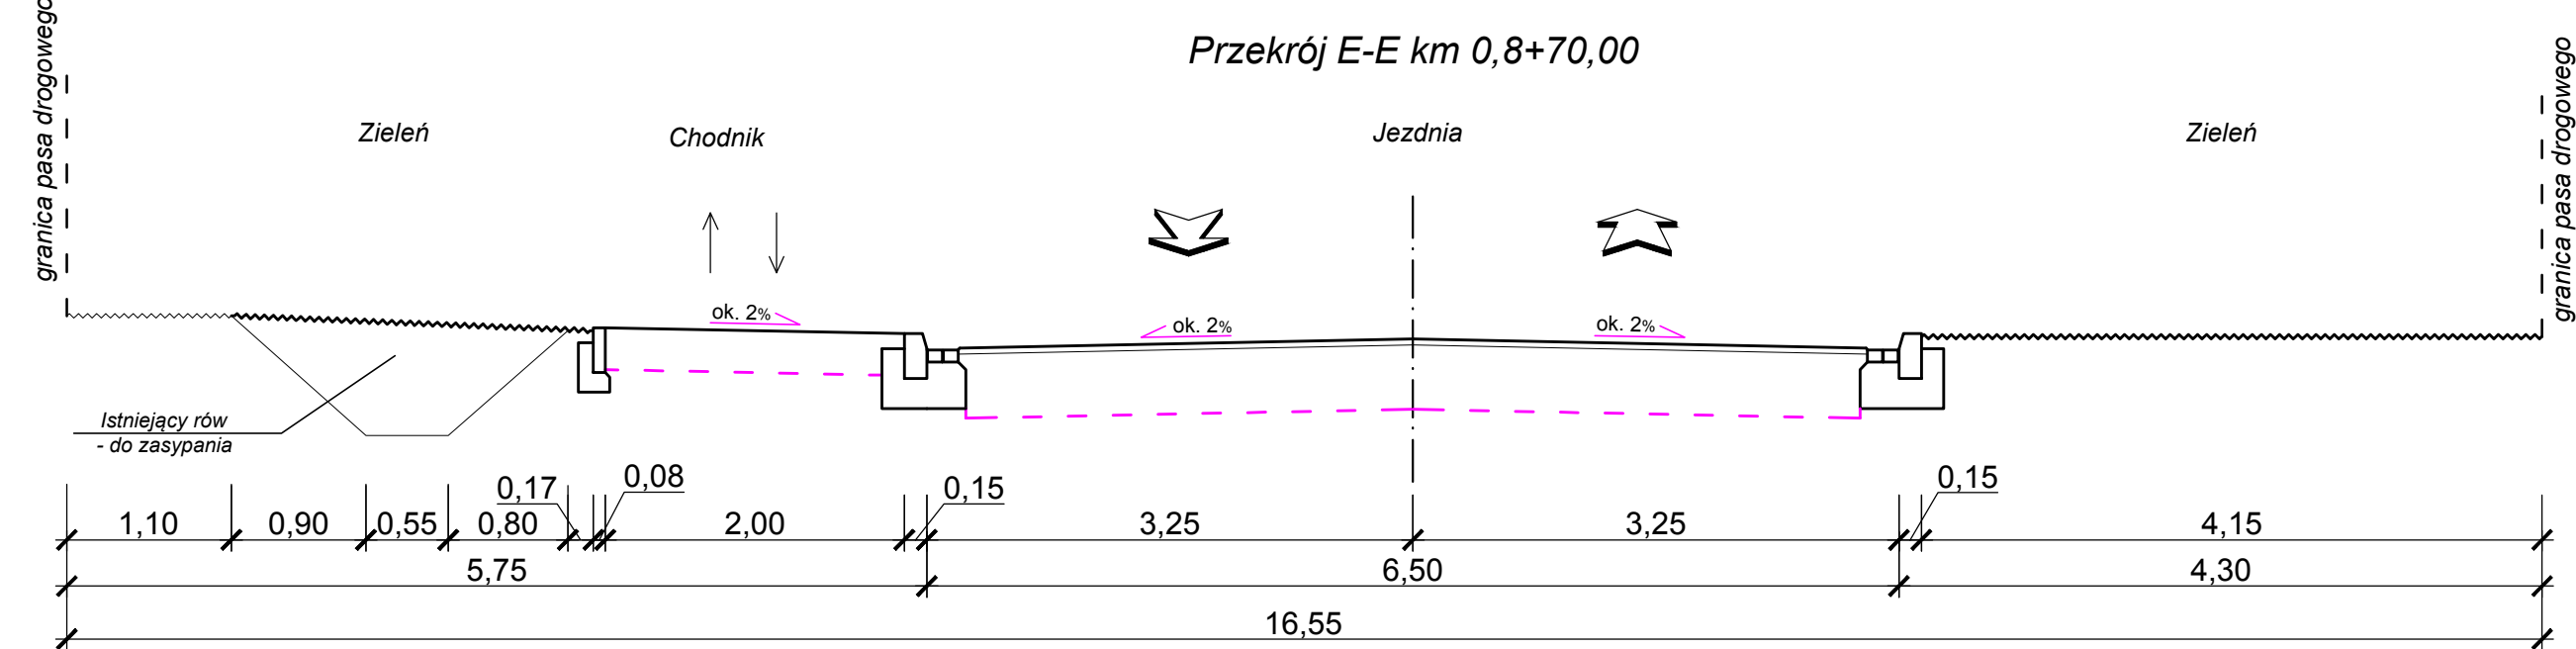 Przekrój E-E km 0,8+70,00
granica pasa drogowego
Zieleń
Chodnik
Jezdnia
Zieleń
granica pasa drogowego
ok. 2%
ok. 2%
ok. 2%
Istniejący rów
- do zasypania
0,17
0,08
0,15
0,15
1,10
0,90
0,55
0,80
2,00
3,25
3,25
4,15
5,75
6,50
4,30
16,55